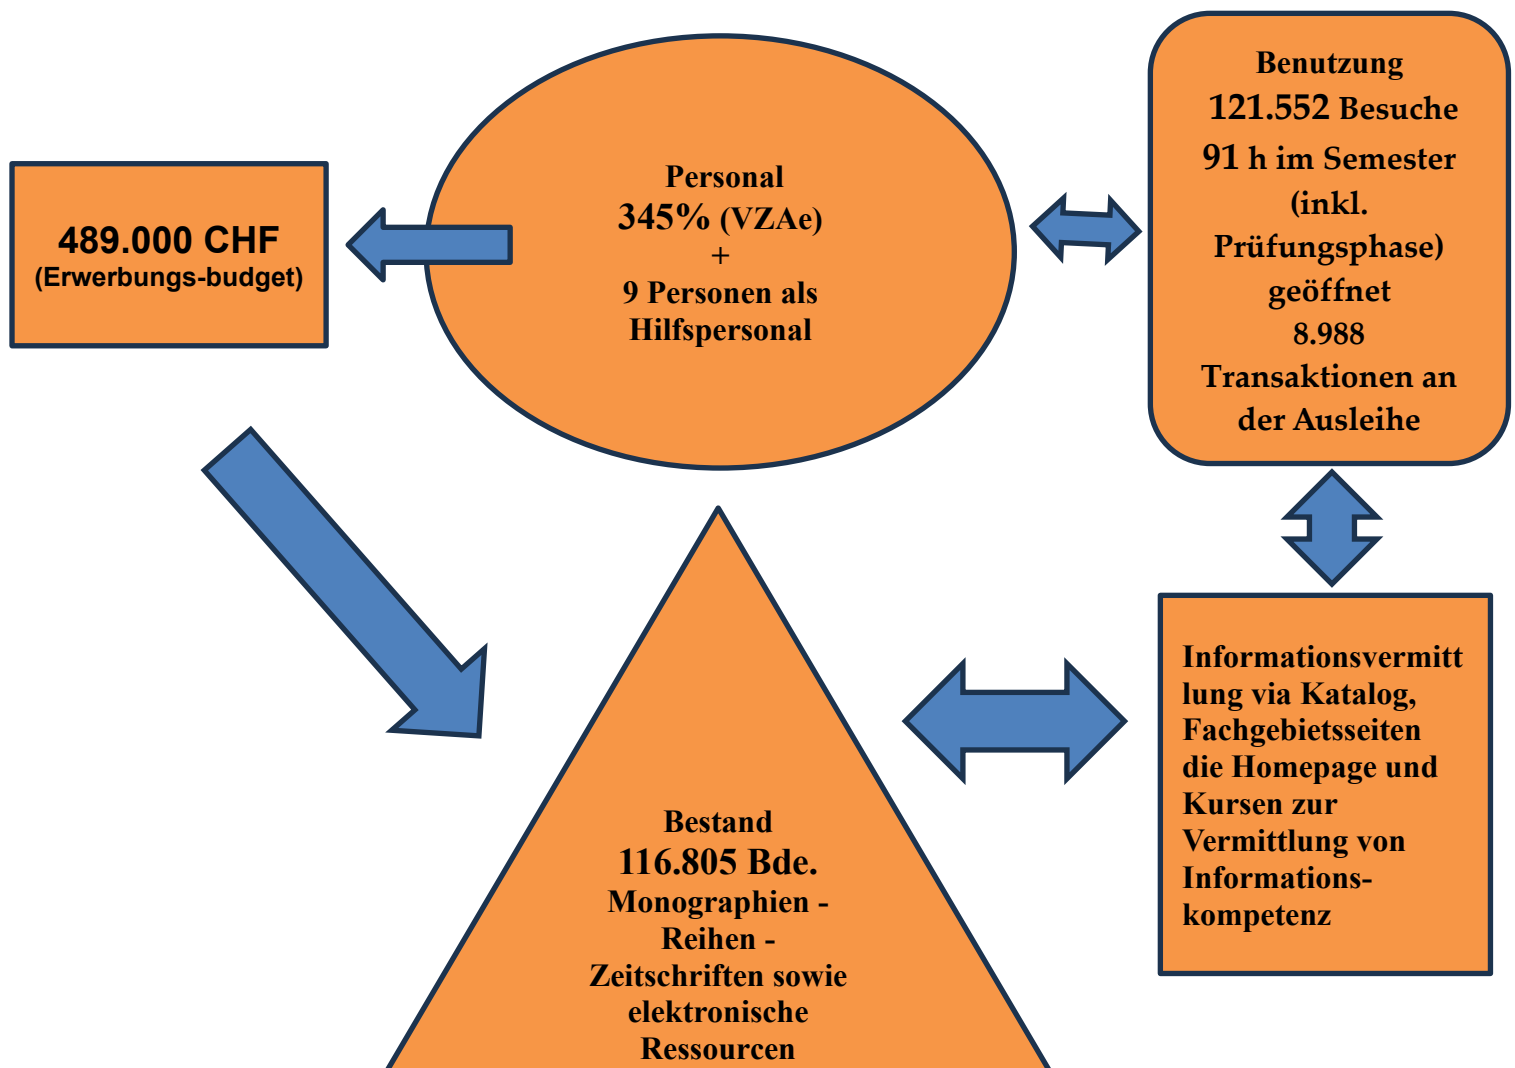 489.000 CHF
(Erwerbungs-budget)
Personal
345% (VZAe)
+
9 Personen als
Hilfspersonal
Benutzung
121.552 Besuche
91 h im Semester
(inkl.
Prüfungsphase)
geöffnet
8.988
Transaktionen an
der Ausleihe
Bestand
116.805 Bde.
Monographien -
Reihen -
Zeitschriften sowie
elektronische
Ressourcen
Informationsvermitt
lung via Katalog,
Fachgebietsseiten
die Homepage und
Kursen zur
Vermittlung von
Informations-
kompetenz